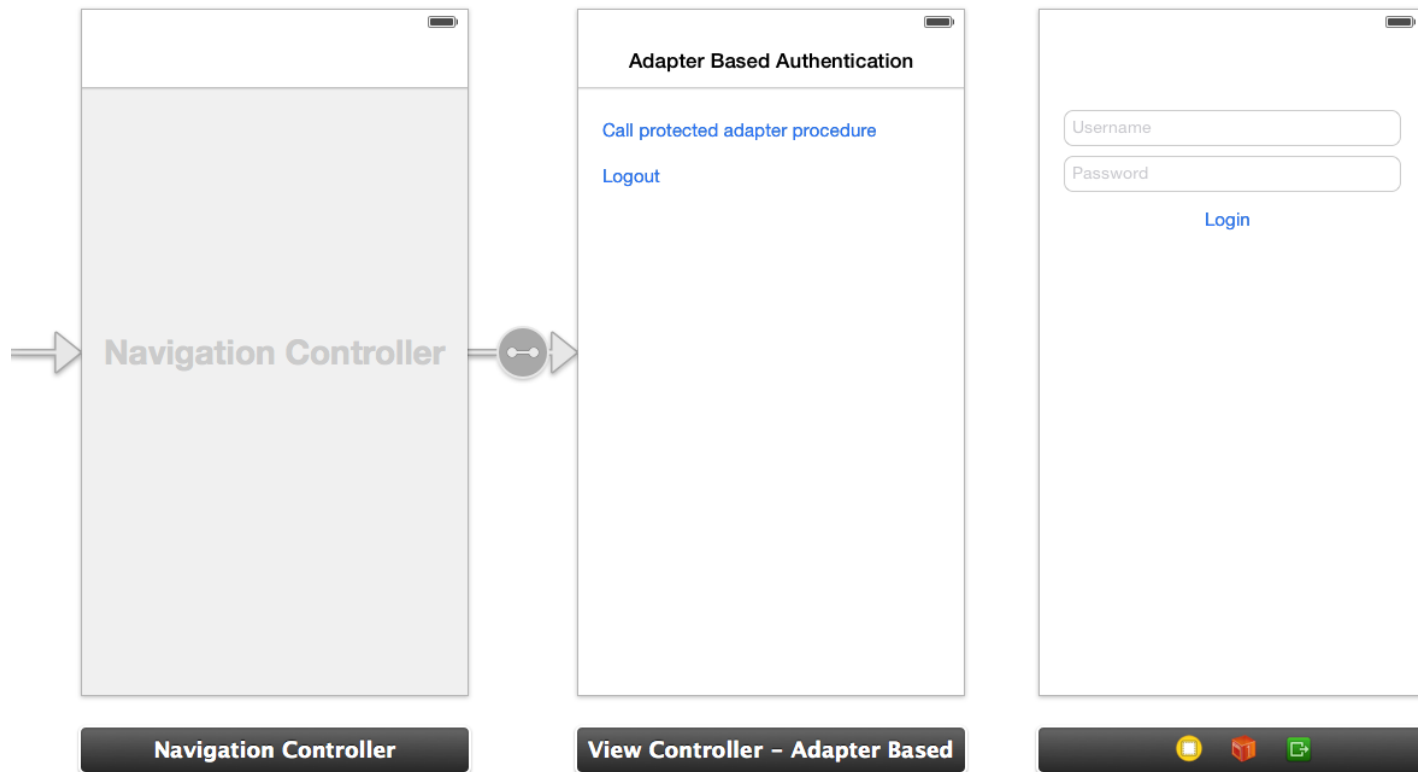 Navigation Controller
Navigation Controller
Adapter Based Authentication
Call protected adapter procedure
Logout
View Controller – Adapter Based
Username
Password
Login